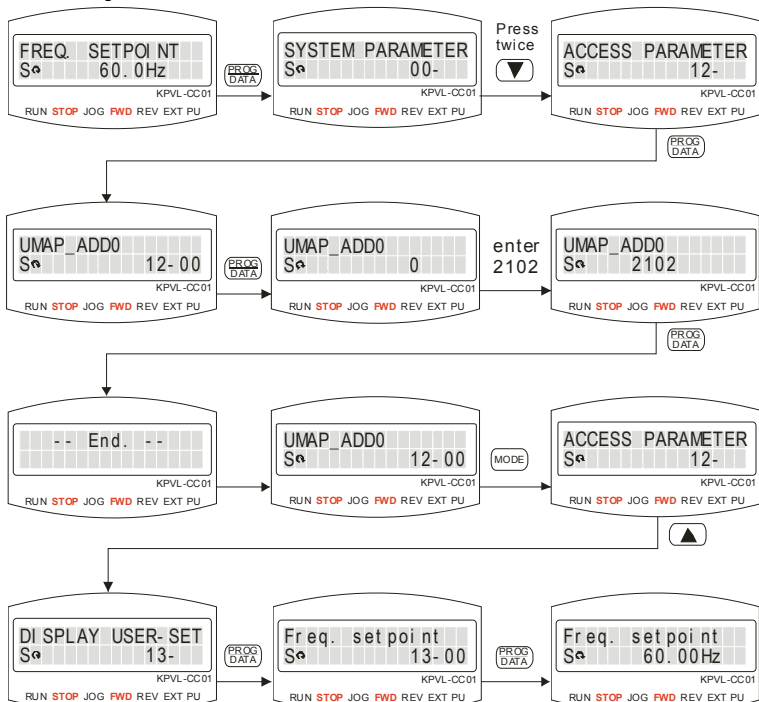 Press
twice
FREQ. SETPOINT
S 60.0Hz
KPVL-CC01
RUN STOP JOG FWD REV EXT PU
PROG
DATA
SYSTEM PARAMETER
S 00-
KPVL-CC01
RUN STOP JOG FWD REV EXT PU
ACCESS PARAMETER
S 12-
KPVL-CC01
RUN STOP JOG FWD REV EXT PU
PROG
DATA
UMAP_ADD0
S 12-00
KPVL-CC01
RUN STOP JOG FWD REV EXT PU
PROG
DATA
UMAP_ADD0
S 0
KPVL-CC01
RUN STOP JOG FWD REV EXT PU
enter
2102
UMAP_ADD0
S 2102
KPVL-CC01
RUN STOP JOG FWD REV EXT PU
PROG
DATA
-- End. --
KPVL-CC01
RUN STOP JOG FWD REV EXT PU
UMAP_ADD0
S 12-00
KPVL-CC01
RUN STOP JOG FWD REV EXT PU
MODE
ACCESS PARAMETER
S 12-
KPVL-CC01
RUN STOP JOG FWD REV EXT PU
DISPLAY USER-SET
S 13-
KPVL-CC01
RUN STOP JOG FWD REV EXT PU
PROG
DATA
Freq. setpoint
S 13-00
KPVL-CC01
RUN STOP JOG FWD REV EXT PU
PROG
DATA
Freq. setpoint
S 60.00Hz
KPVL-CC01
RUN STOP JOG FWD REV EXT PU